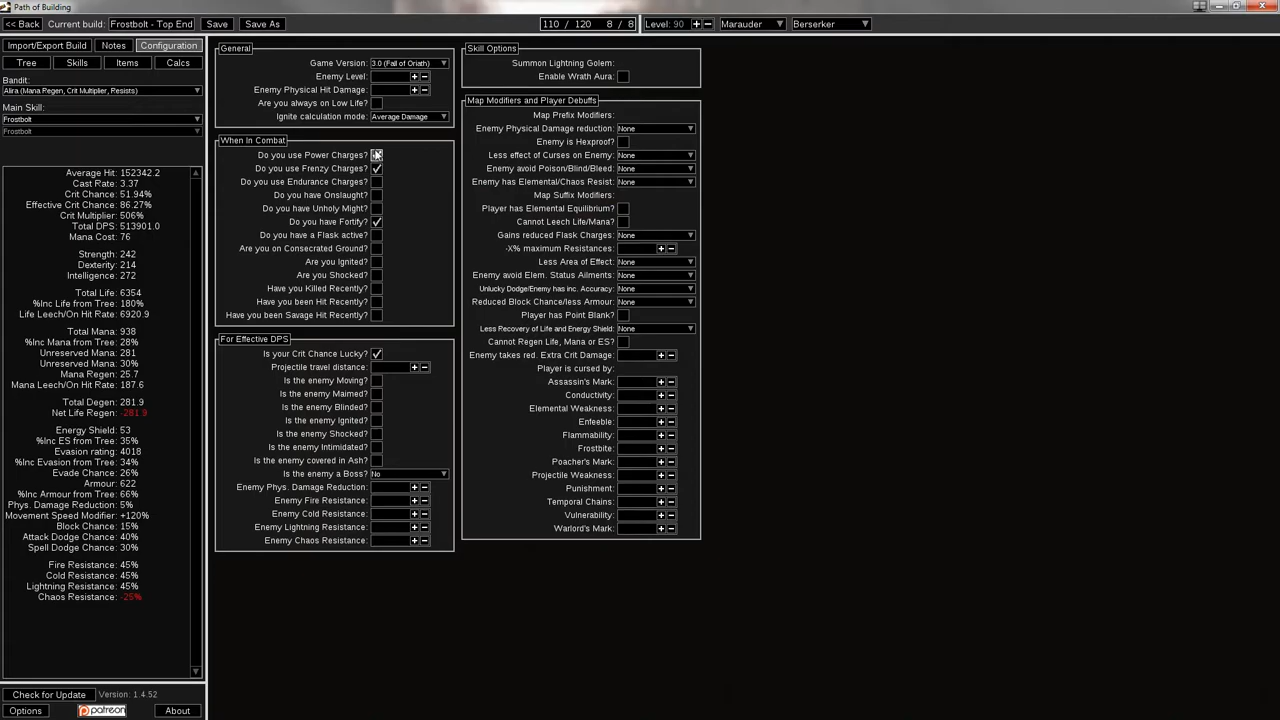 Path of Building
<< Back
Current build:
Frostbolt - Top End
Save
Save As
110 / 120 8 / 8
Level: 90
+
−
Marauder
Berserker
Import/Export Build
Notes
Configuration
Tree
Skills
Items
Calcs
Bandit:
Alira (Mana Regen, Crit Multiplier, Resists)
Main Skill:
Frostbolt
Frostbolt
Average Hit: 152342.2
Cast Rate: 3.37
Crit Chance: 51.94%
Effective Crit Chance: 86.27%
Crit Multiplier: 506%
Total DPS: 513901.0
Mana Cost: 76
Strength: 242
Dexterity: 214
Intelligence: 272
Total Life: 6354
%Inc Life from Tree: 180%
Life Leech/On Hit Rate: 6920.9
Total Mana: 938
%Inc Mana from Tree: 28%
Unreserved Mana: 281
Unreserved Mana: 30%
Mana Regen: 25.7
Mana Leech/On Hit Rate: 187.6
Total Degen: 281.9
Net Life Regen: -281.9
Energy Shield: 53
%Inc ES from Tree: 35%
Evasion rating: 4018
%Inc Evasion from Tree: 34%
Evade Chance: 26%
Armour: 622
%Inc Armour from Tree: 66%
Phys. Damage Reduction: 5%
Movement Speed Modifier: +120%
Block Chance: 15%
Attack Dodge Chance: 40%
Spell Dodge Chance: 30%
Fire Resistance: 45%
Cold Resistance: 45%
Lightning Resistance: 45%
Chaos Resistance: -25%
Check for Update
Version: 1.4.52
Options
patreon
About
General
Game Version: 3.0 (Fall of Oriath)
Enemy Level: + −
Enemy Physical Hit Damage: + −
Are you always on Low Life?
Ignite calculation mode: Average Damage
When In Combat
Do you use Power Charges?
Do you use Frenzy Charges?
Do you use Endurance Charges?
Do you have Onslaught?
Do you have Unholy Might?
Do you have Fortify?
Do you have a Flask active?
Are you on Consecrated Ground?
Are you Ignited?
Are you Shocked?
Have you Killed Recently?
Have you been Hit Recently?
Have you been Savage Hit Recently?
For Effective DPS
Is your Crit Chance Lucky?
Projectile travel distance: + −
Is the enemy Moving?
Is the enemy Maimed?
Is the enemy Blinded?
Is the enemy Ignited?
Is the enemy Shocked?
Is the enemy Intimidated?
Is the enemy covered in Ash?
Is the enemy a Boss? No
Enemy Phys. Damage Reduction: + −
Enemy Fire Resistance: + −
Enemy Cold Resistance: + −
Enemy Lightning Resistance: + −
Enemy Chaos Resistance: + −
Skill Options
Summon Lightning Golem:
Enable Wrath Aura:
Map Modifiers and Player Debuffs
Map Prefix Modifiers:
Enemy Physical Damage reduction: None
Enemy is Hexproof?
Less effect of Curses on Enemy: None
Enemy avoid Poison/Blind/Bleed: None
Enemy has Elemental/Chaos Resist: None
Map Suffix Modifiers:
Player has Elemental Equilibrium?
Cannot Leech Life/Mana?
Gains reduced Flask Charges: None
-X% maximum Resistances: + −
Less Area of Effect: None
Enemy avoid Elem. Status Ailments: None
Unlucky Dodge/Enemy has inc. Accuracy: None
Reduced Block Chance/less Armour: None
Player has Point Blank?
Less Recovery of Life and Energy Shield: None
Cannot Regen Life, Mana or ES?
Enemy takes red. Extra Crit Damage: + −
Player is cursed by:
Assassin's Mark: + −
Conductivity: + −
Elemental Weakness: + −
Enfeeble: + −
Flammability: + −
Frostbite: + −
Poacher's Mark: + −
Projectile Weakness: + −
Punishment: + −
Temporal Chains: + −
Vulnerability: + −
Warlord's Mark: + −